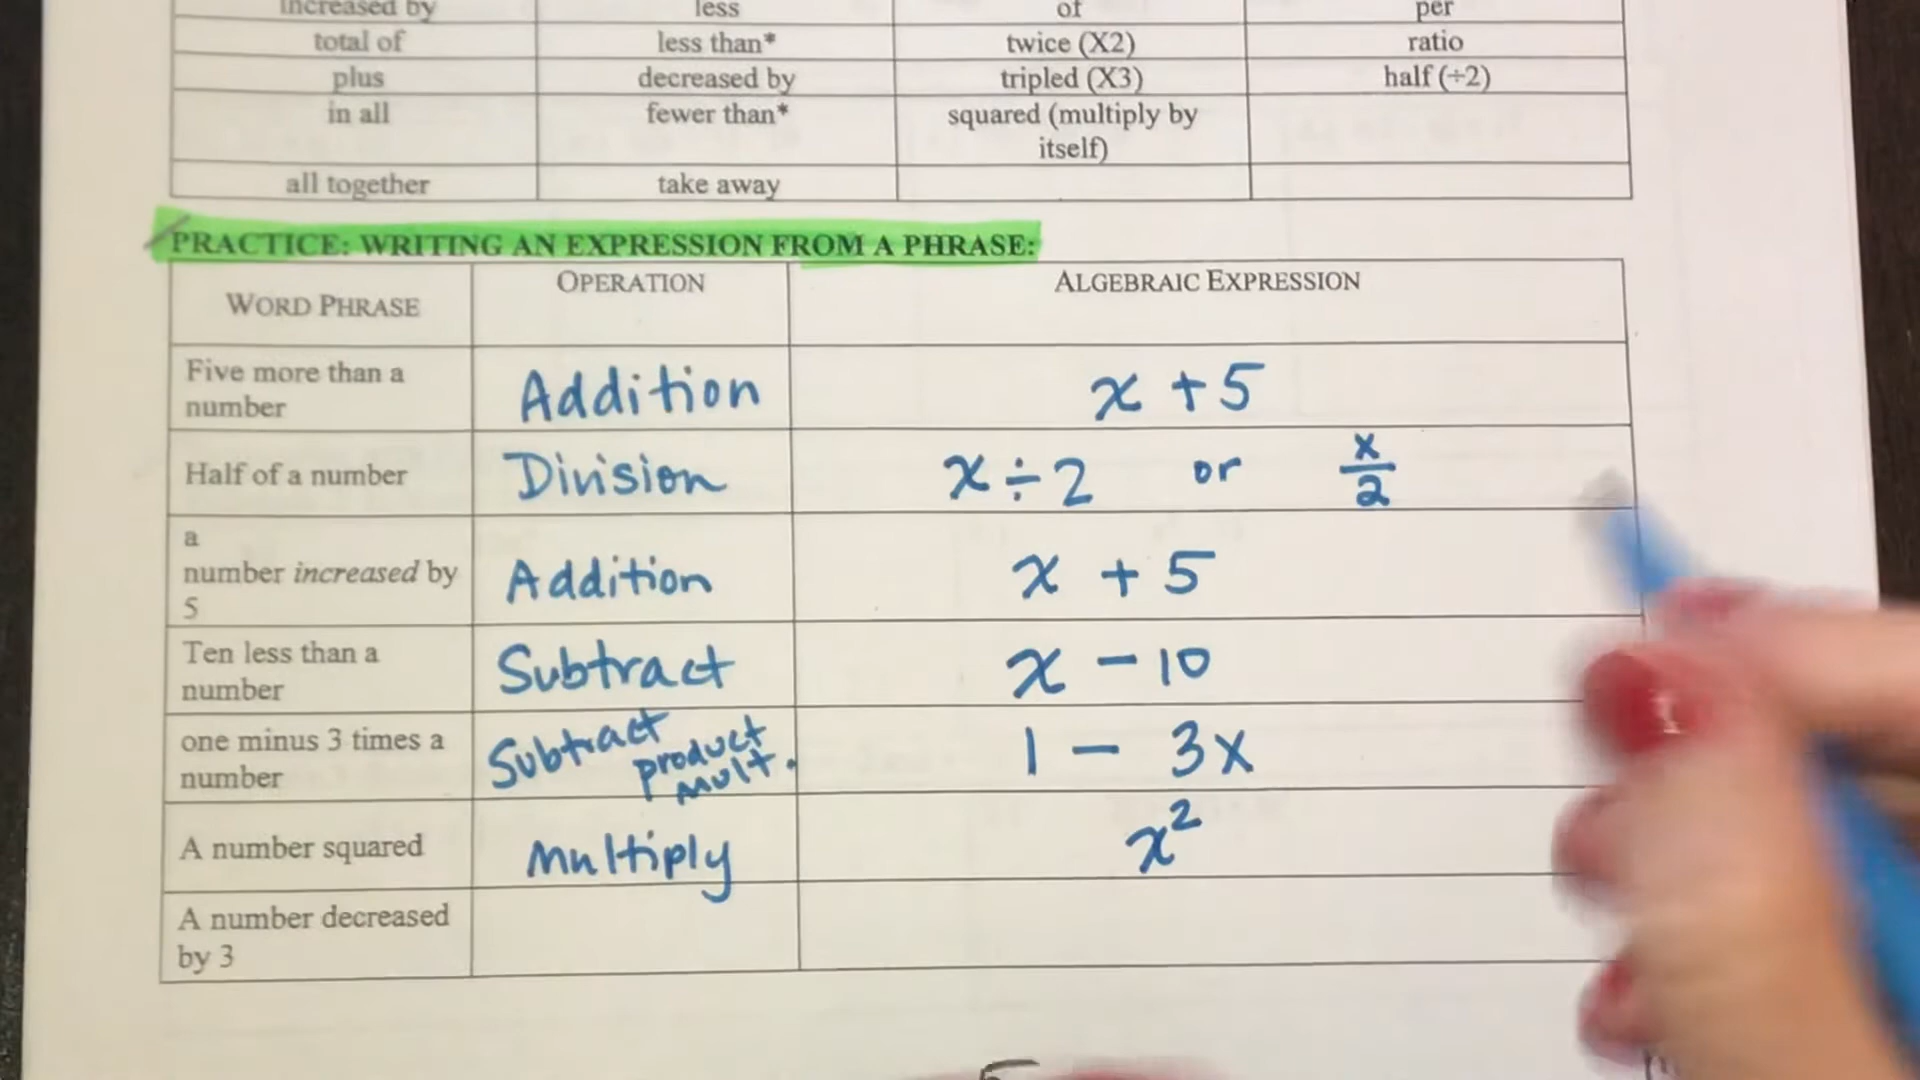 increased by less of per
total of less than* twice (X2) ratio
plus decreased by tripled (X3) half (÷2)
in all fewer than* squared (multiply by
itself)
all together take away
PRACTICE: WRITING AN EXPRESSION FROM A PHRASE:
WORD PHRASE OPERATION ALGEBRAIC EXPRESSION
Five more than a
number
Addition x + 5
Half of a number Division x ÷ 2 or x/2
a
number increased by
5
Addition x + 5
Ten less than a
number
Subtract x - 10
one minus 3 times a
number
Subtract
product
mult.
1 - 3x
A number squared Multiply x²
A number decreased
by 3